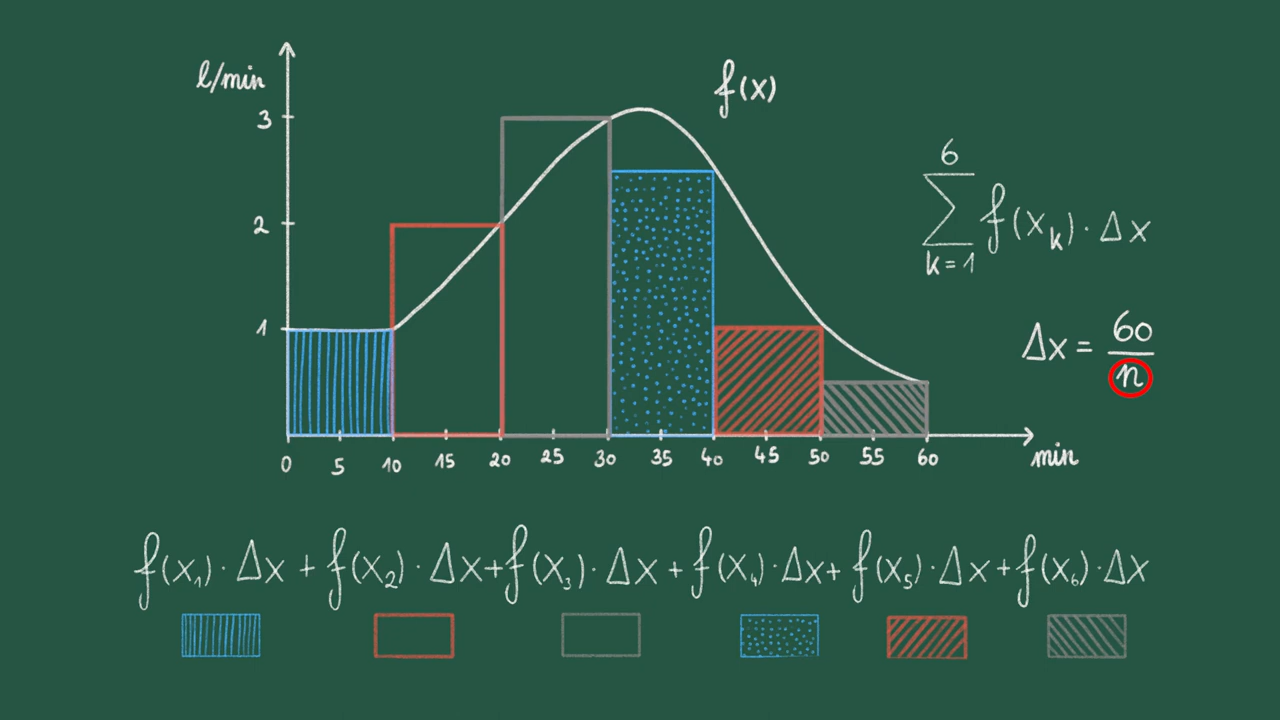 l/min
f(x)
3
2
1
0 5 10 15 20 25 30 35 40 45 50 55 60
min
6
∑ f(xₖ) · Δx
k=1
Δx = 60/n
f(x₁) · Δx + f(x₂) · Δx + f(x₃) · Δx + f(x₄) · Δx + f(x₅) · Δx + f(x₆) · Δx